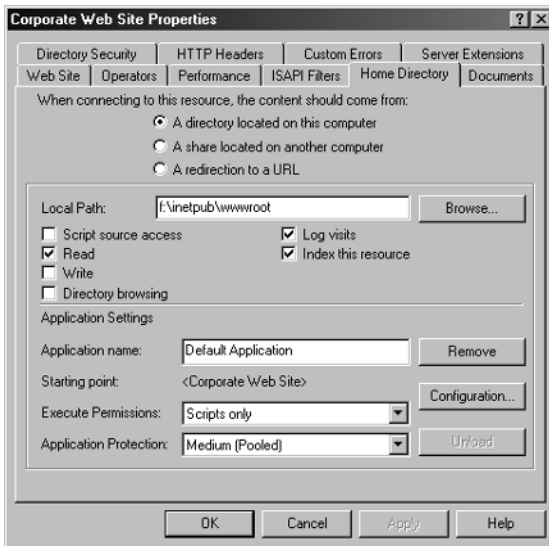 Corporate Web Site Properties
Directory Security HTTP Headers Custom Errors Server Extensions
Web Site Operators Performance ISAPI Filters Home Directory Documents
When connecting to this resource, the content should come from:
A directory located on this computer
A share located on another computer
A redirection to a URL
Local Path: f:\inetpub\wwwroot Browse...
Script source access Log visits
Read Index this resource
Write
Directory browsing
Application Settings
Application name: Default Application Remove
Starting point: <Corporate Web Site>
Configuration...
Execute Permissions: Scripts only
Application Protection: Medium (Pooled) Unload
OK Cancel Apply Help